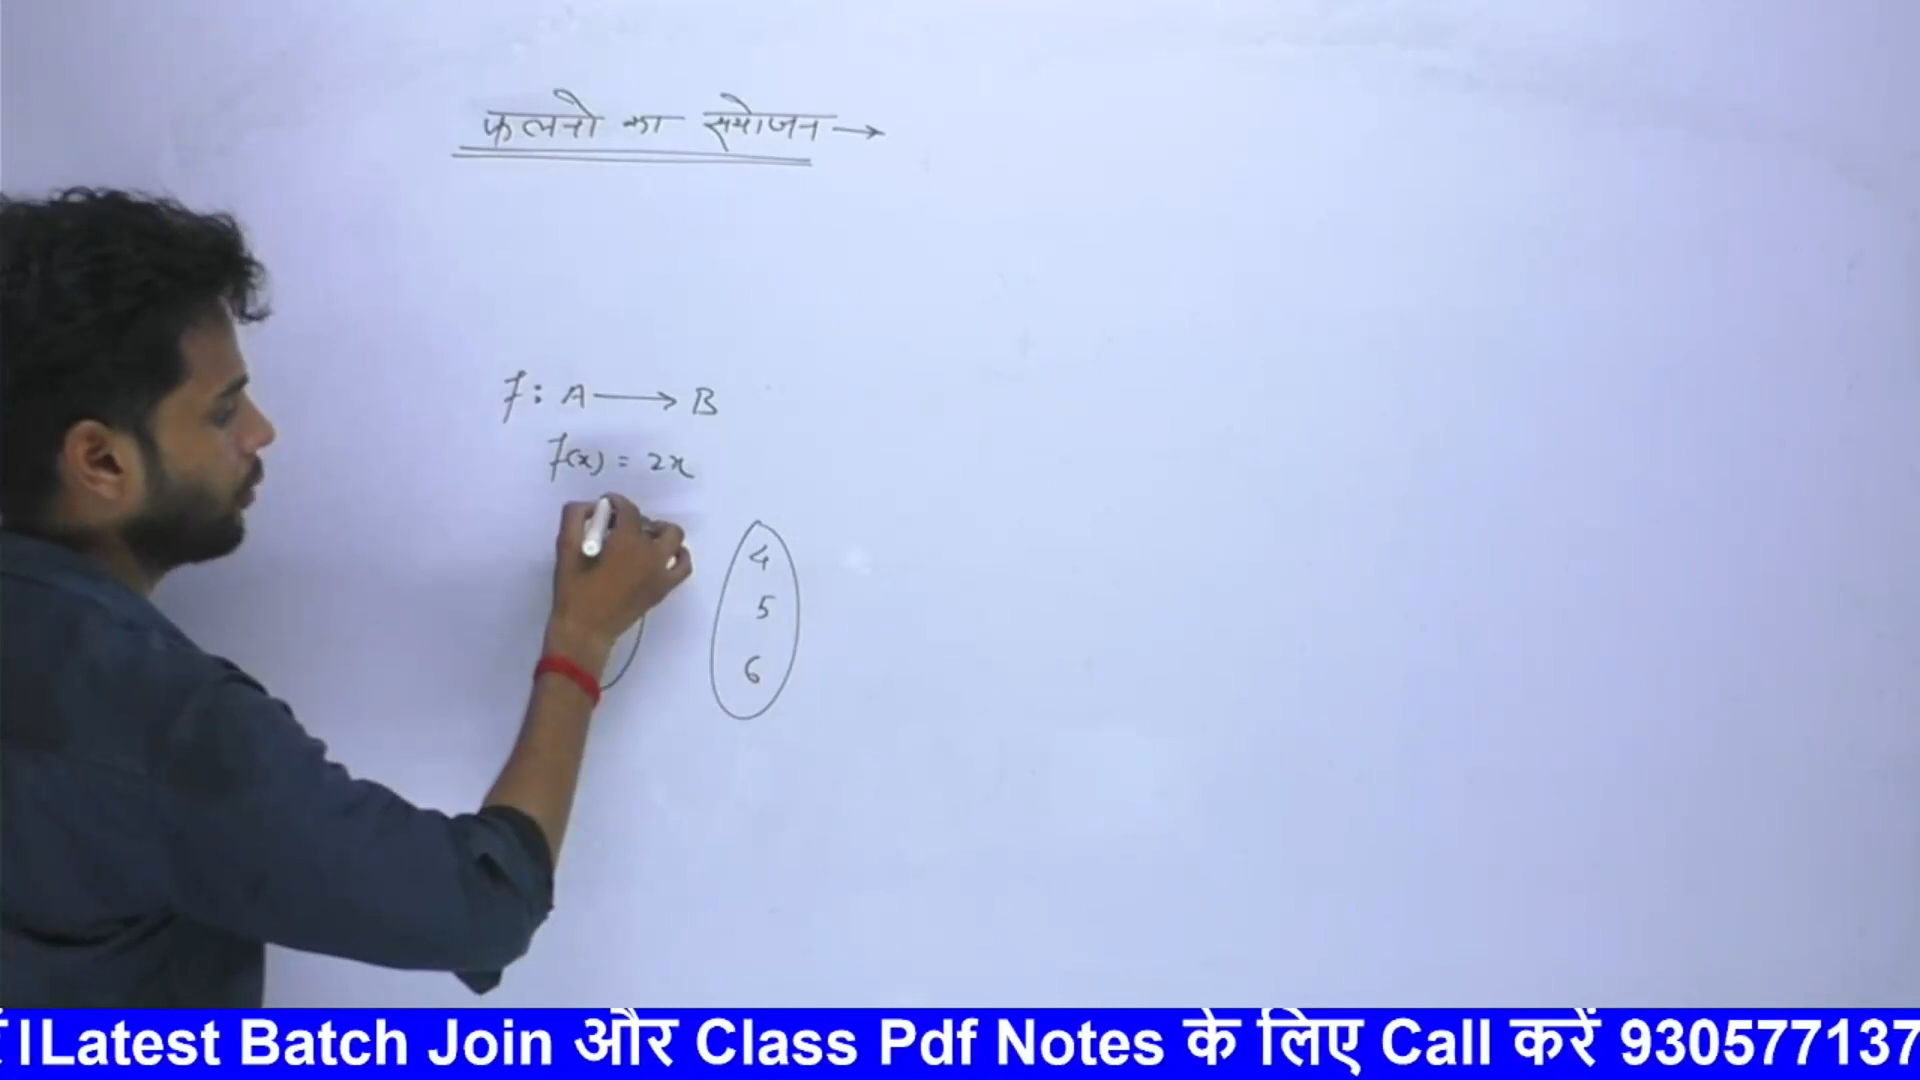 फलनो का संयोजन →
f: A → B
f(x) = 2x
4
5
6
।Latest Batch Join और Class Pdf Notes के लिए Call करें 930577137